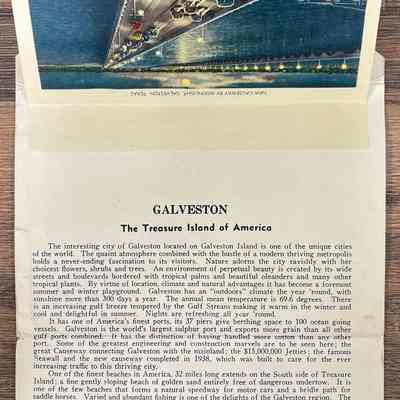 NEW CAUSEWAY BY MOONLIGHT, GALVESTON, TEXAS
GALVESTON
The Treasure Island of America
The interesting city of Galveston located on Galveston Island is one of the unique cities
of the world. The quaint atmosphere combined with the bustle of a modern thriving metropolis
holds a never-ending fascination to its visitors. Nature adorns the city ravishly with her
choicest flowers, shrubs and trees. An environment of perpetual beauty is created by its wide
streets and boulevards bordered with tropical palms and beautiful oleanders and many other
tropical plants. By virtue of location, climate and natural advantages it has become a foremost
summer and winter playground. Galveston has an "outdoors" climate the year 'round, with
sunshine more than 300 days a year. The annual mean temperature is 69.6 degrees. There
is an increasing gulf breeze tempered by the Gulf Stream making it warm in the winter and
cool and delightful in summer. Nights are refreshing all year 'round.
It has one of America's finest ports, its 37 piers give berthing space to 100 ocean going
vessels. Galveston is the world's largest sulphur port and exports more grain than all other
gulf ports combined. It has the distinction of having handled more cotton than any other
port. Some of the greatest engineering and construction marvels are to be seen here; the
great Causeway connecting Galveston with the mainland; the $15,000,000 Jetties; the famous
Seawall and the new causeway completed in 1938, which was built to care for the ever
increasing traffic to this thriving city.
One of the finest beaches in America, 32 miles long extends on the South side of Treasure
Island; a fine gently sloping beach of golden sand entirely free of dangerous undertow. It is
one of the few beaches that forms a natural speedway for motor cars and a bridle path for
saddle horses. Varied and abundant fishing is one of the delights of the Galveston region. The